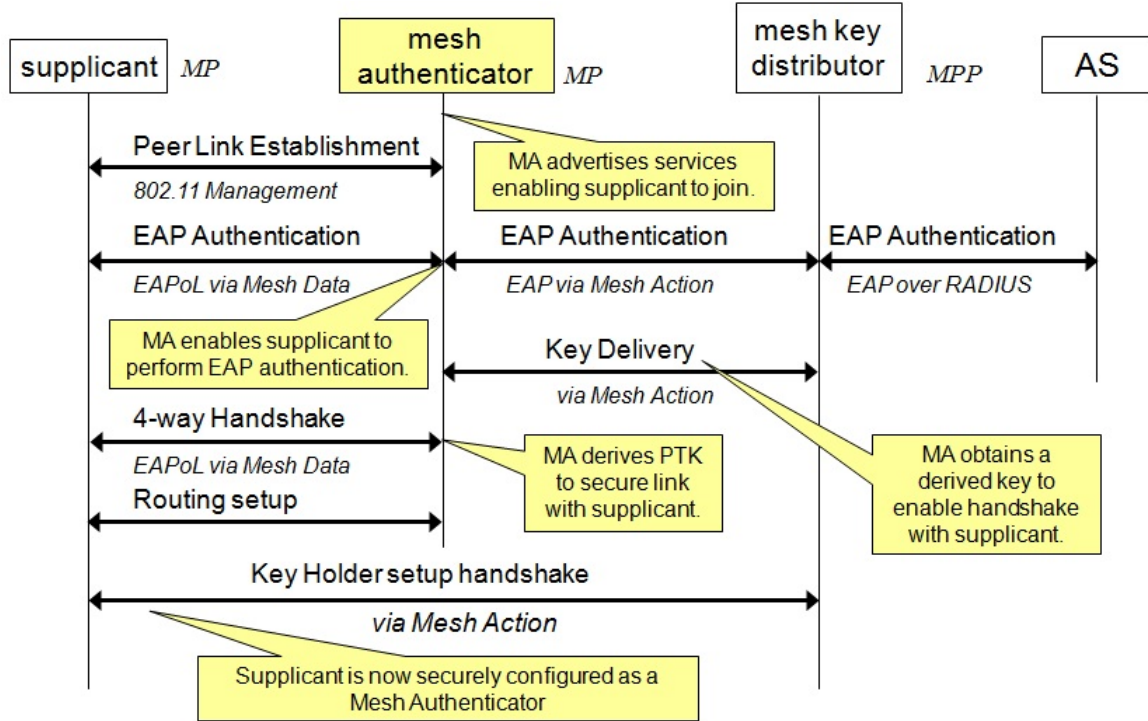 supplicant
MP
mesh
authenticator
MP
mesh key
distributor
MPP
AS
Peer Link Establishment
802.11 Management
MA advertises services
enabling supplicant to join.
EAP Authentication
EAP Authentication
EAP Authentication
EAPoL via Mesh Data
EAP via Mesh Action
EAP over RADIUS
MA enables supplicant to
perform EAP authentication.
Key Delivery
via Mesh Action
4-way Handshake
EAPoL via Mesh Data
MA derives PTK
to secure link
with supplicant.
MA obtains a
derived key to
enable handshake
with supplicant.
Routing setup
Key Holder setup handshake
via Mesh Action
Supplicant is now securely configured as a
Mesh Authenticator